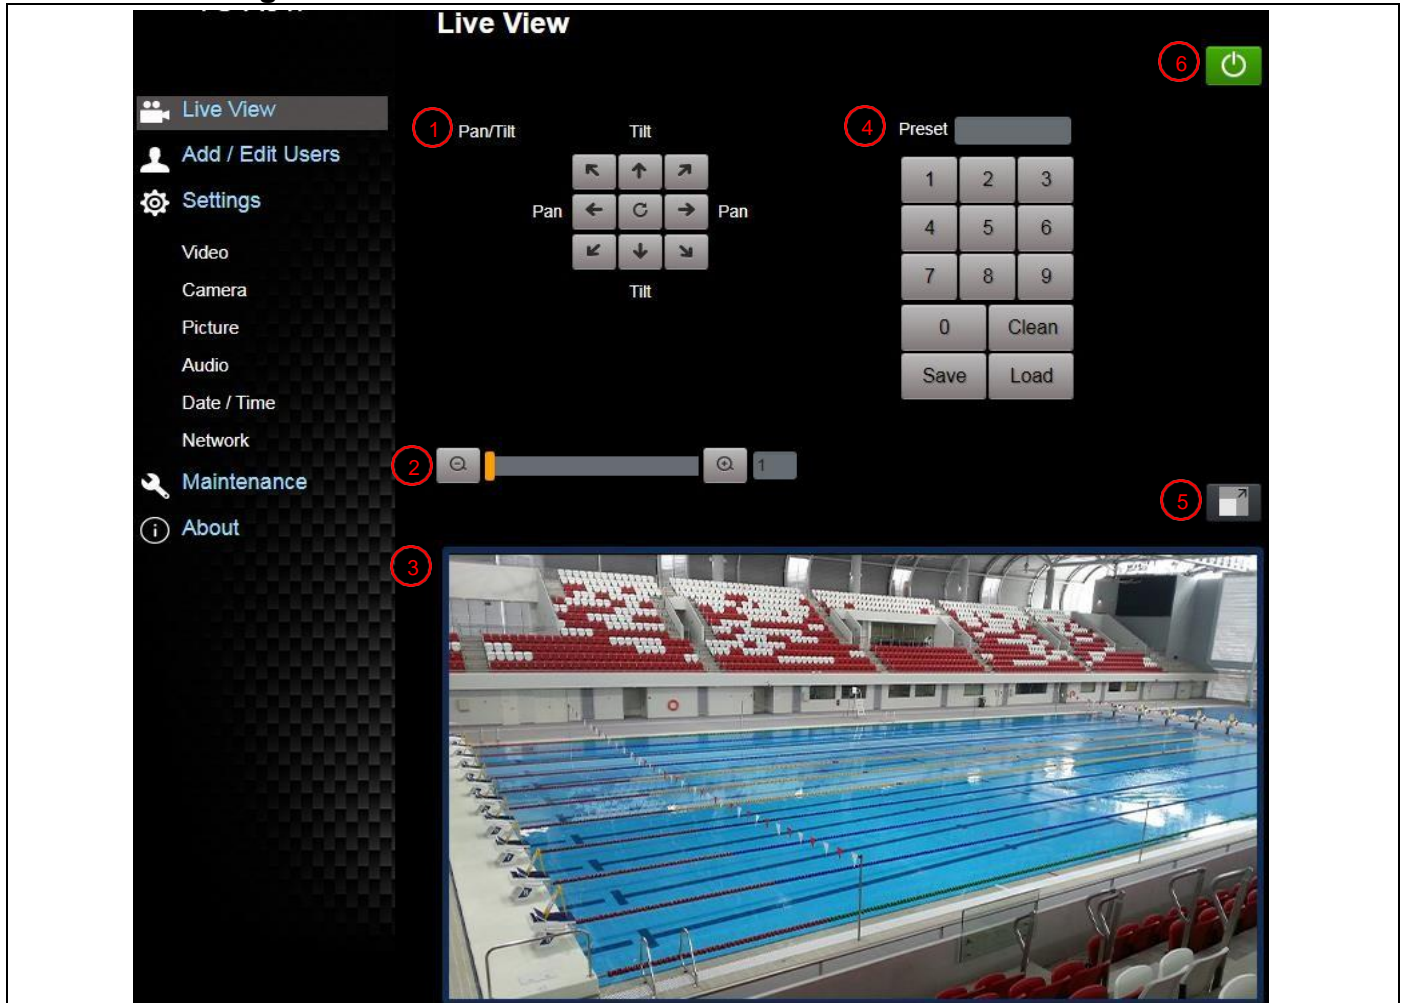 Live View
6
Live View
Add / Edit Users
Settings
Video
Camera
Picture
Audio
Date / Time
Network
Maintenance
About
1 Pan/Tilt
Tilt
Pan
Pan
Tilt
4 Preset
1 2 3
4 5 6
7 8 9
0 Clean
Save Load
2
1
5
3